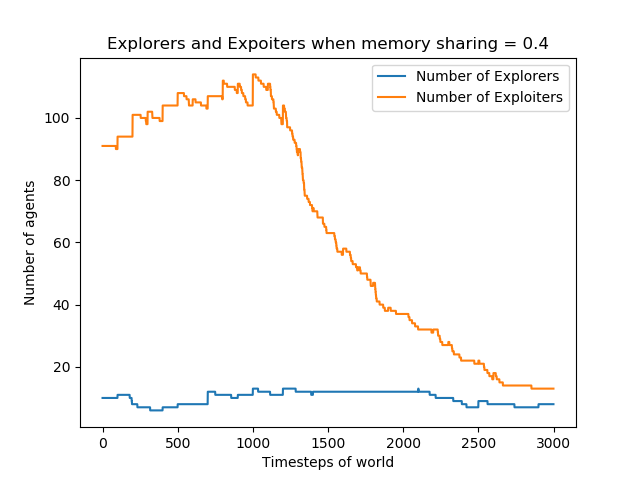 Explorers and Expoiters when memory sharing = 0.4
Number of Explorers
Number of Exploiters
Number of agents
100
80
60
40
20
0 500 1000 1500 2000 2500 3000
Timesteps of world